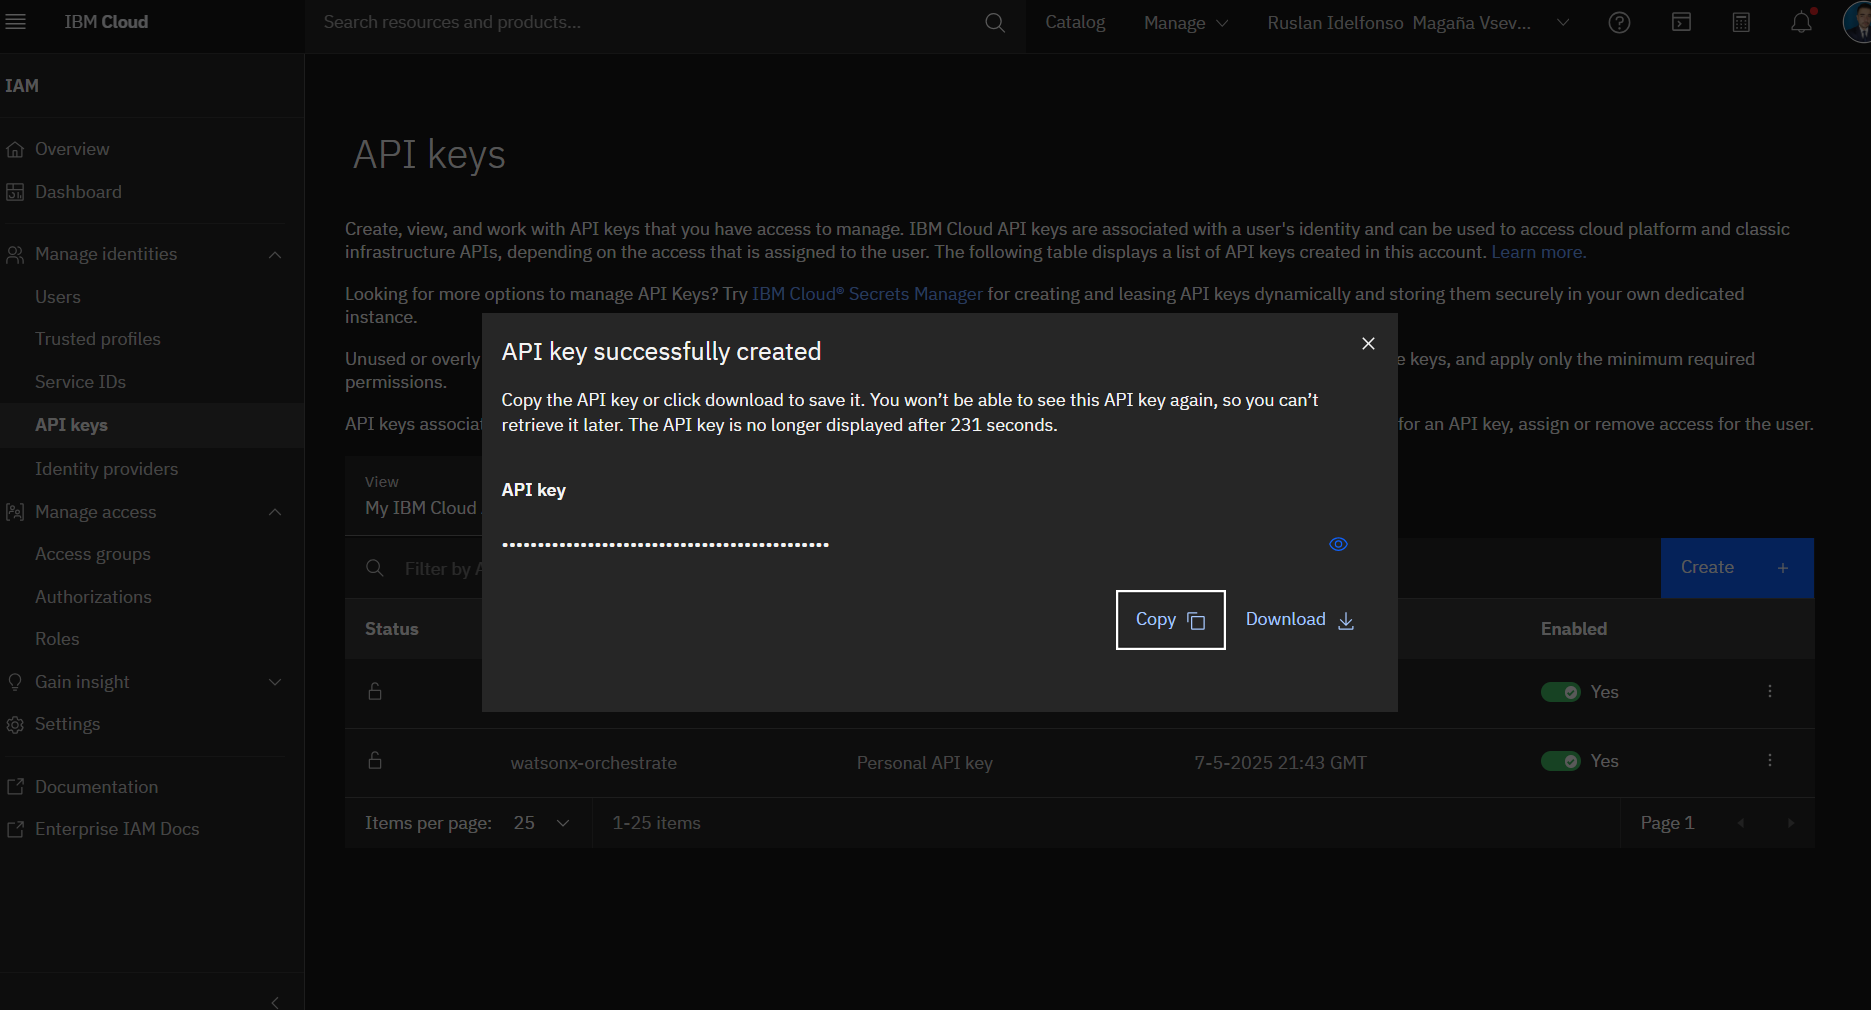 IBM Cloud
Search resources and products...
Catalog
Manage
Ruslan Idelfonso Magaña Vsev...
IAM
Overview
Dashboard
Manage identities
Users
Trusted profiles
Service IDs
API keys
Identity providers
Manage access
Access groups
Authorizations
Roles
Gain insight
Settings
Documentation
Enterprise IAM Docs
API keys
Create, view, and work with API keys that you have access to manage. IBM Cloud API keys are associated with a user's identity and can be used to access cloud platform and classic
infrastructure APIs, depending on the access that is assigned to the user. The following table displays a list of API keys created in this account. Learn more.
Looking for more options to manage API Keys? Try IBM Cloud® Secrets Manager for creating and leasing API keys dynamically and storing them securely in your own dedicated
instance.
Unused or overly
e keys, and apply only the minimum required
permissions.
API keys associat
for an API key, assign or remove access for the user.
API key successfully created
Copy the API key or click download to save it. You won’t be able to see this API key again, so you can’t
retrieve it later. The API key is no longer displayed after 231 seconds.
API key
••••••••••••••••••••••••••••••••••••••••••••
Copy
Download
View
My IBM Cloud
Filter by A
Create +
Status
Enabled
Yes
watsonx-orchestrate
Personal API key
7-5-2025 21:43 GMT
Yes
Items per page: 25
1-25 items
Page 1